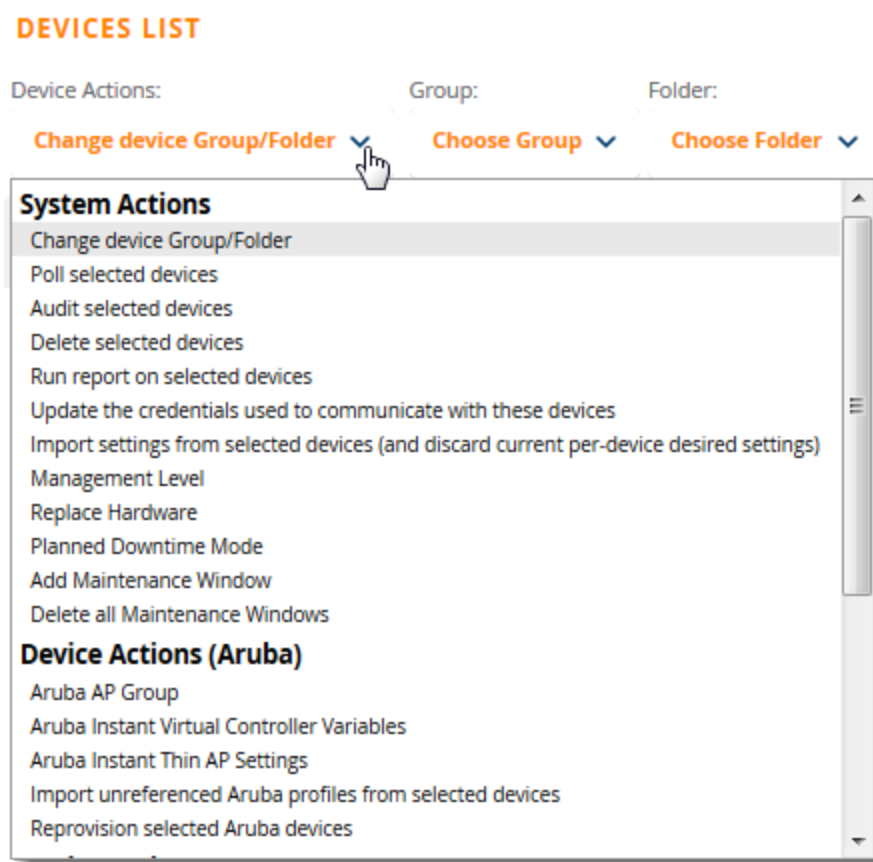 DEVICES LIST
Device Actions: Group: Folder:
Change device Group/Folder Choose Group Choose Folder
System Actions
Change device Group/Folder
Poll selected devices
Audit selected devices
Delete selected devices
Run report on selected devices
Update the credentials used to communicate with these devices
Import settings from selected devices (and discard current per-device desired settings)
Management Level
Replace Hardware
Planned Downtime Mode
Add Maintenance Window
Delete all Maintenance Windows
Device Actions (Aruba)
Aruba AP Group
Aruba Instant Virtual Controller Variables
Aruba Instant Thin AP Settings
Import unreferenced Aruba profiles from selected devices
Reprovision selected Aruba devices